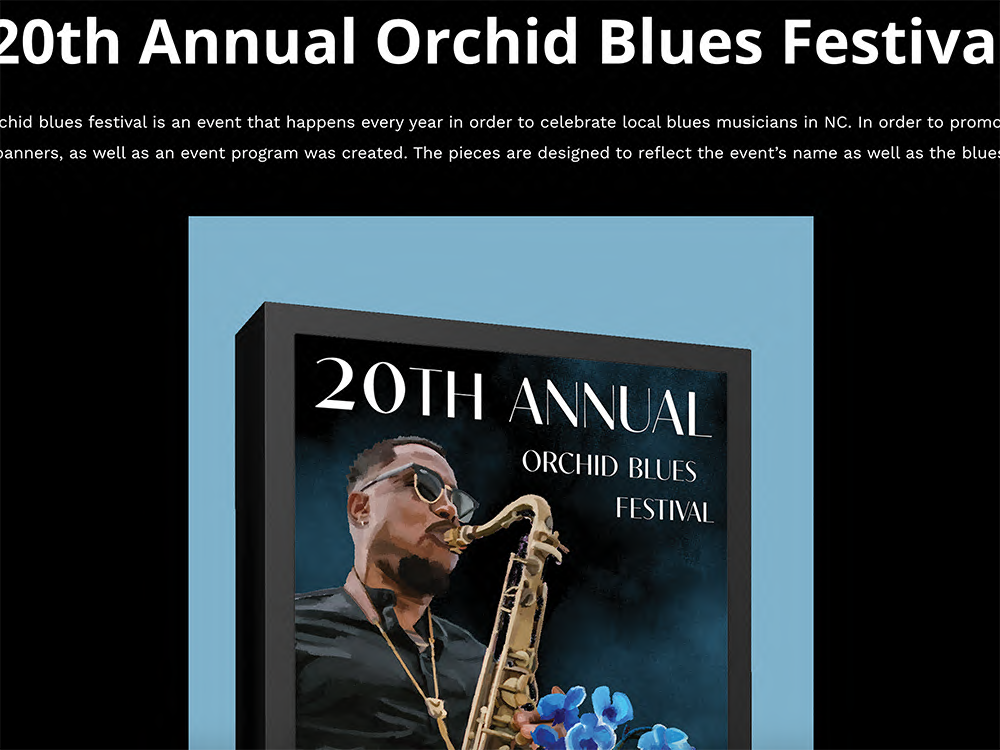 20th Annual Orchid Blues Festiva
rchid blues festival is an event that happens every year in order to celebrate local blues musicians in NC. In order to promo
banners, as well as an event program was created. The pieces are designed to reflect the event’s name as well as the blues
20TH ANNUAL
ORCHID BLUES
FESTIVAL